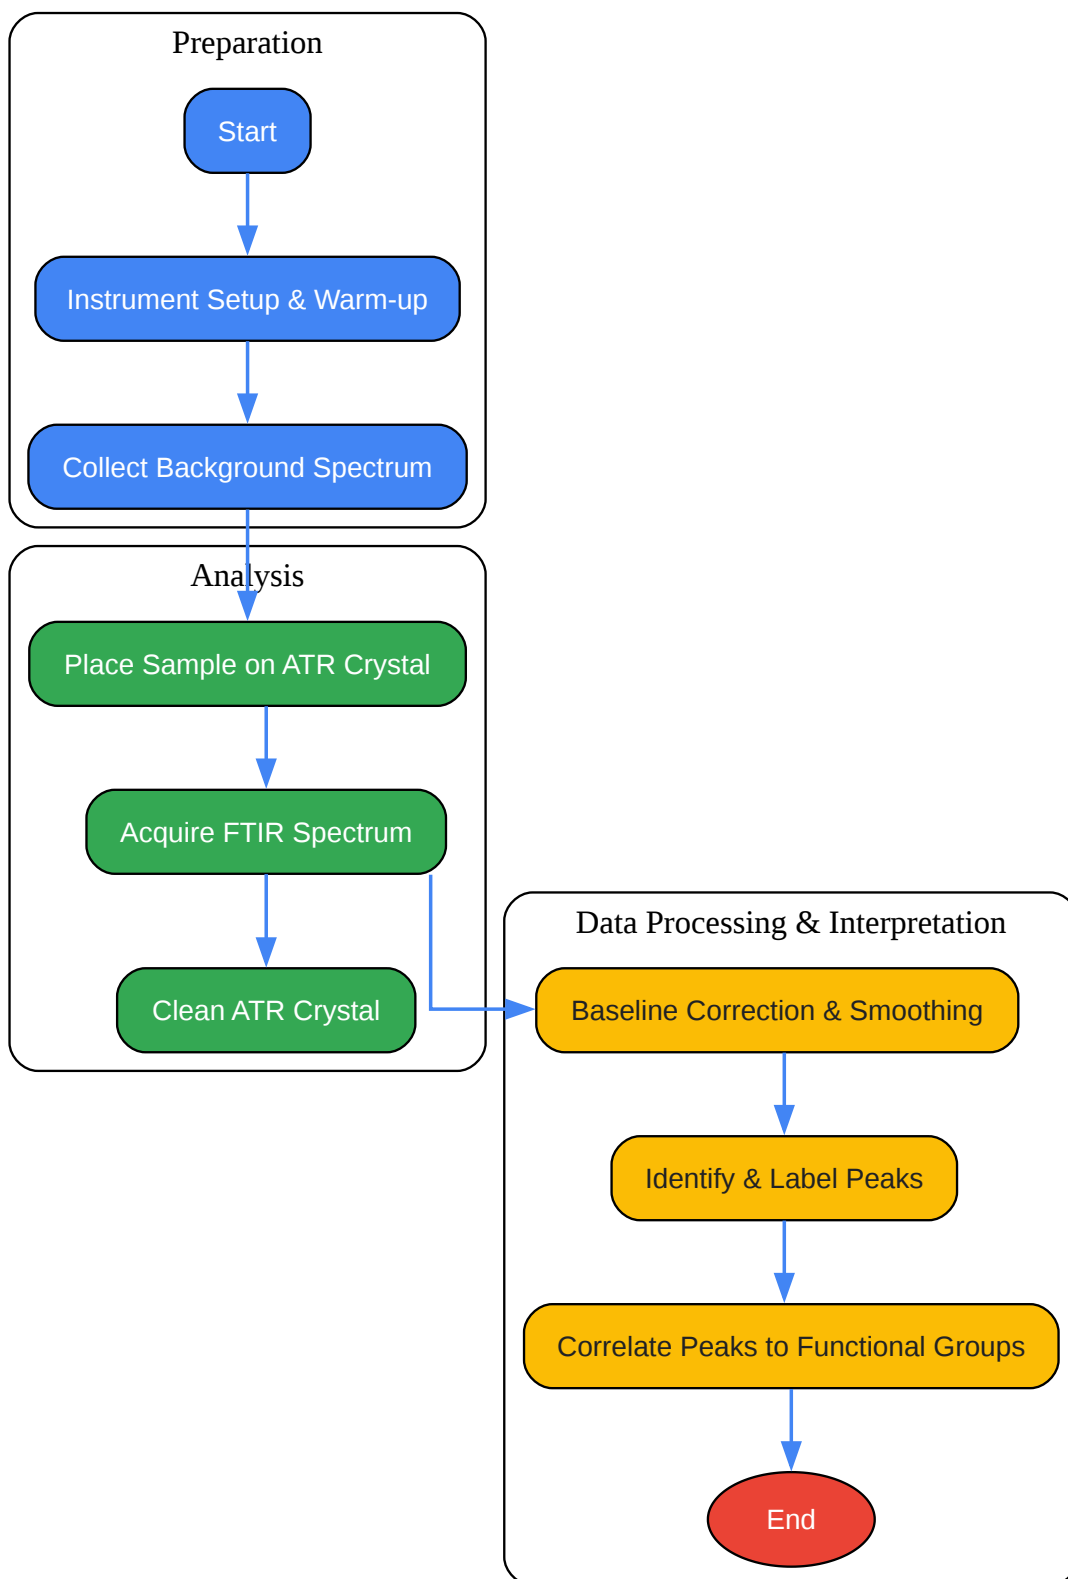 Preparation
Start
Instrument Setup & Warm-up
Collect Background Spectrum
Analysis
Place Sample on ATR Crystal
Acquire FTIR Spectrum
Clean ATR Crystal
Data Processing & Interpretation
Baseline Correction & Smoothing
Identify & Label Peaks
Correlate Peaks to Functional Groups
End